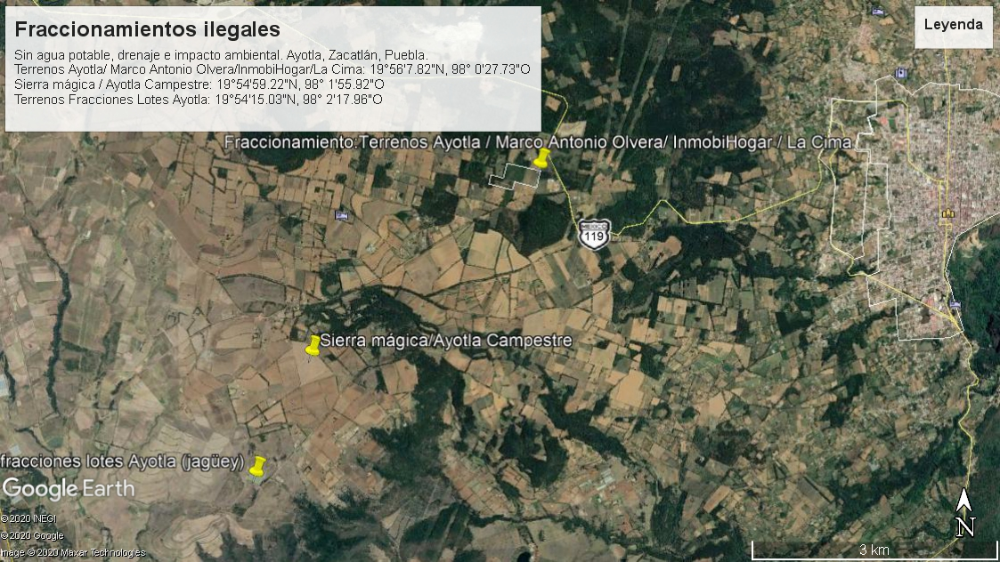 Fraccionamientos ilegales
Sin agua potable, drenaje e impacto ambiental. Ayotla, Zacatlán, Puebla.
Terrenos Ayotla/ Marco Antonio Olvera/InmobiHogar/La Cima: 19°56'7.82"N, 98° 0'27.73"O
Sierra mágica / Ayotla Campestre: 19°54'59.22"N, 98° 1'55.92"O
Terrenos Fracciones Lotes Ayotla: 19°54'15.03"N, 98° 2'17.96"O
Leyenda
Fraccionamiento:Terrenos Ayotla / Marco Antonio Olvera/ InmobiHogar / La Cima
MEXICO
119
Sierra mágica/Ayotla Campestre
fracciones lotes Ayotla (jagüey)
Google Earth
©2020 INEGI
©2020 Google
mage ©2020 Maxar Technologies
N
3 km